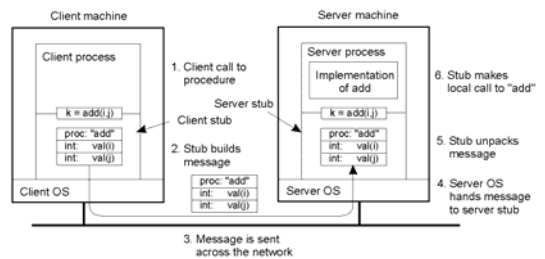 Client machine
Server machine
Client process
1. Client call to
procedure
Server process
Implementation
of add
6. Stub makes
local call to "add"
Server stub
k = add(i,j)
Client stub
k = add(i,j)
proc: "add"
int: val(i)
int: val(j)
2. Stub builds
message
proc: "add"
int: val(i)
int: val(j)
proc: "add"
int: val(i)
int: val(j)
5. Stub unpacks
message
Client OS
Server OS
4. Server OS
hands message
to server stub
3. Message is sent
across the network